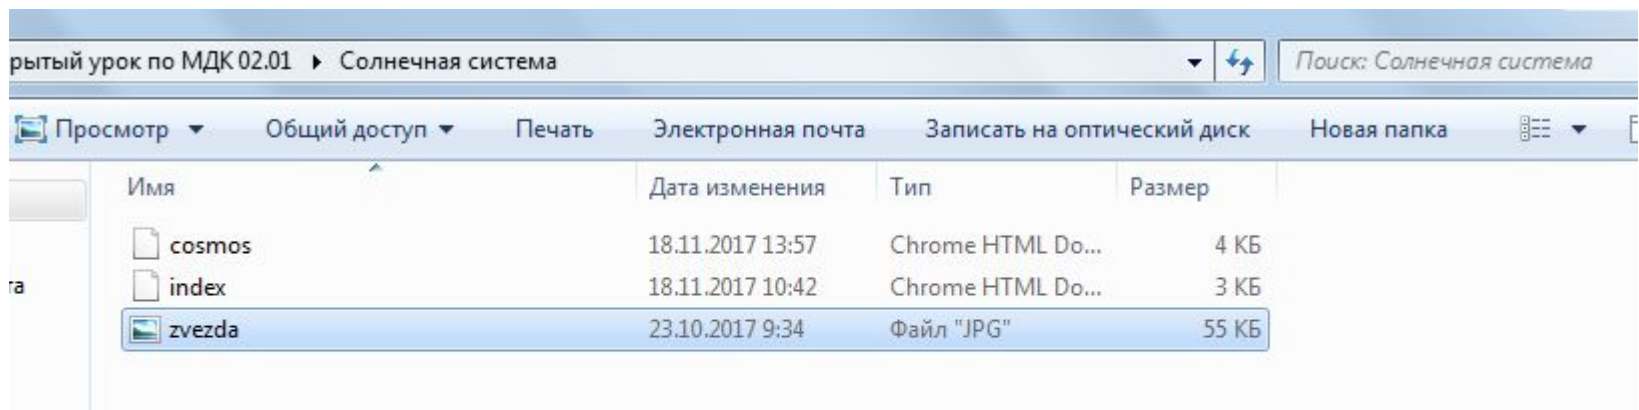 рытый урок по МДК 02.01 Солнечная система Поиск: Солнечная система
Просмотр Общий доступ Печать Электронная почта Записать на оптический диск Новая папка
Имя Дата изменения Тип Размер
cosmos 18.11.2017 13:57 Chrome HTML Do... 4 КБ
та index 18.11.2017 10:42 Chrome HTML Do... 3 КБ
zvezda 23.10.2017 9:34 Файл "JPG" 55 КБ